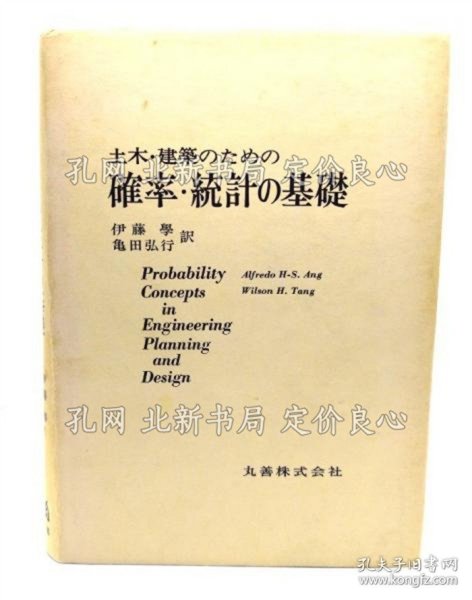 土木・建築のための
孔网 北新书局 定价良心
確率・統計の基礎
伊藤 學
亀田弘行 訳
Probability Alfredo H-S. Ang
Concepts Wilson H. Tang
in
Engineering
Planning
and
Design
孔网 北新书局 定价良心
丸善株式会社
孔夫子旧书网
www.kongfz.com